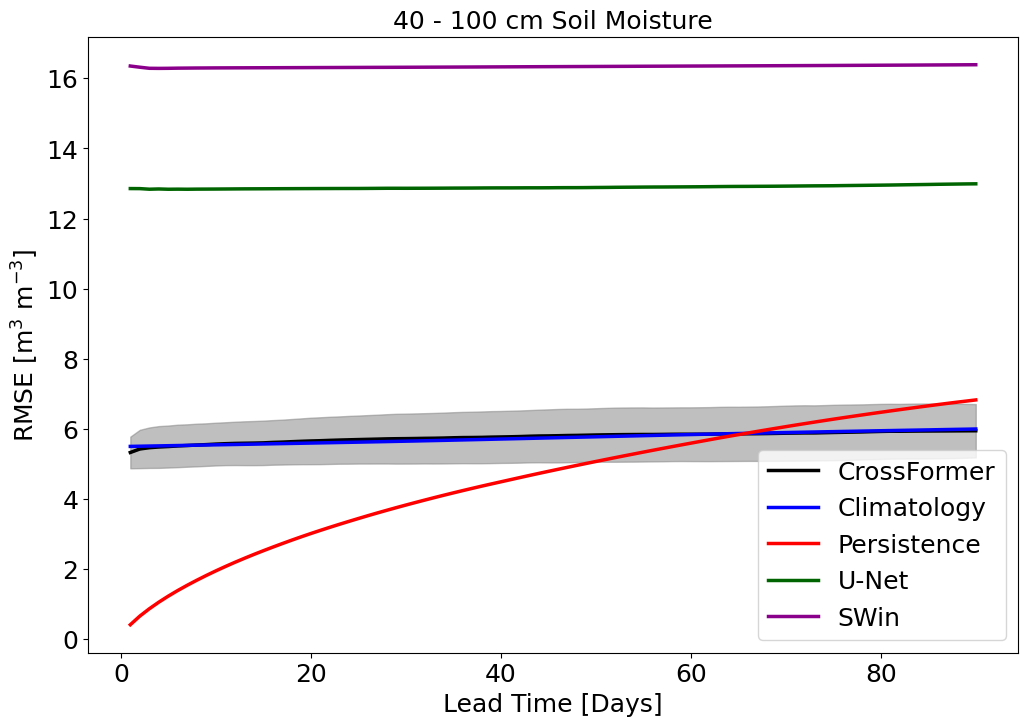 40 - 100 cm Soil Moisture
RMSE [m³ m⁻³]
16
14
12
10
8
6
4
2
0
CrossFormer
Climatology
Persistence
U-Net
SWin
0 20 40 60 80
Lead Time [Days]